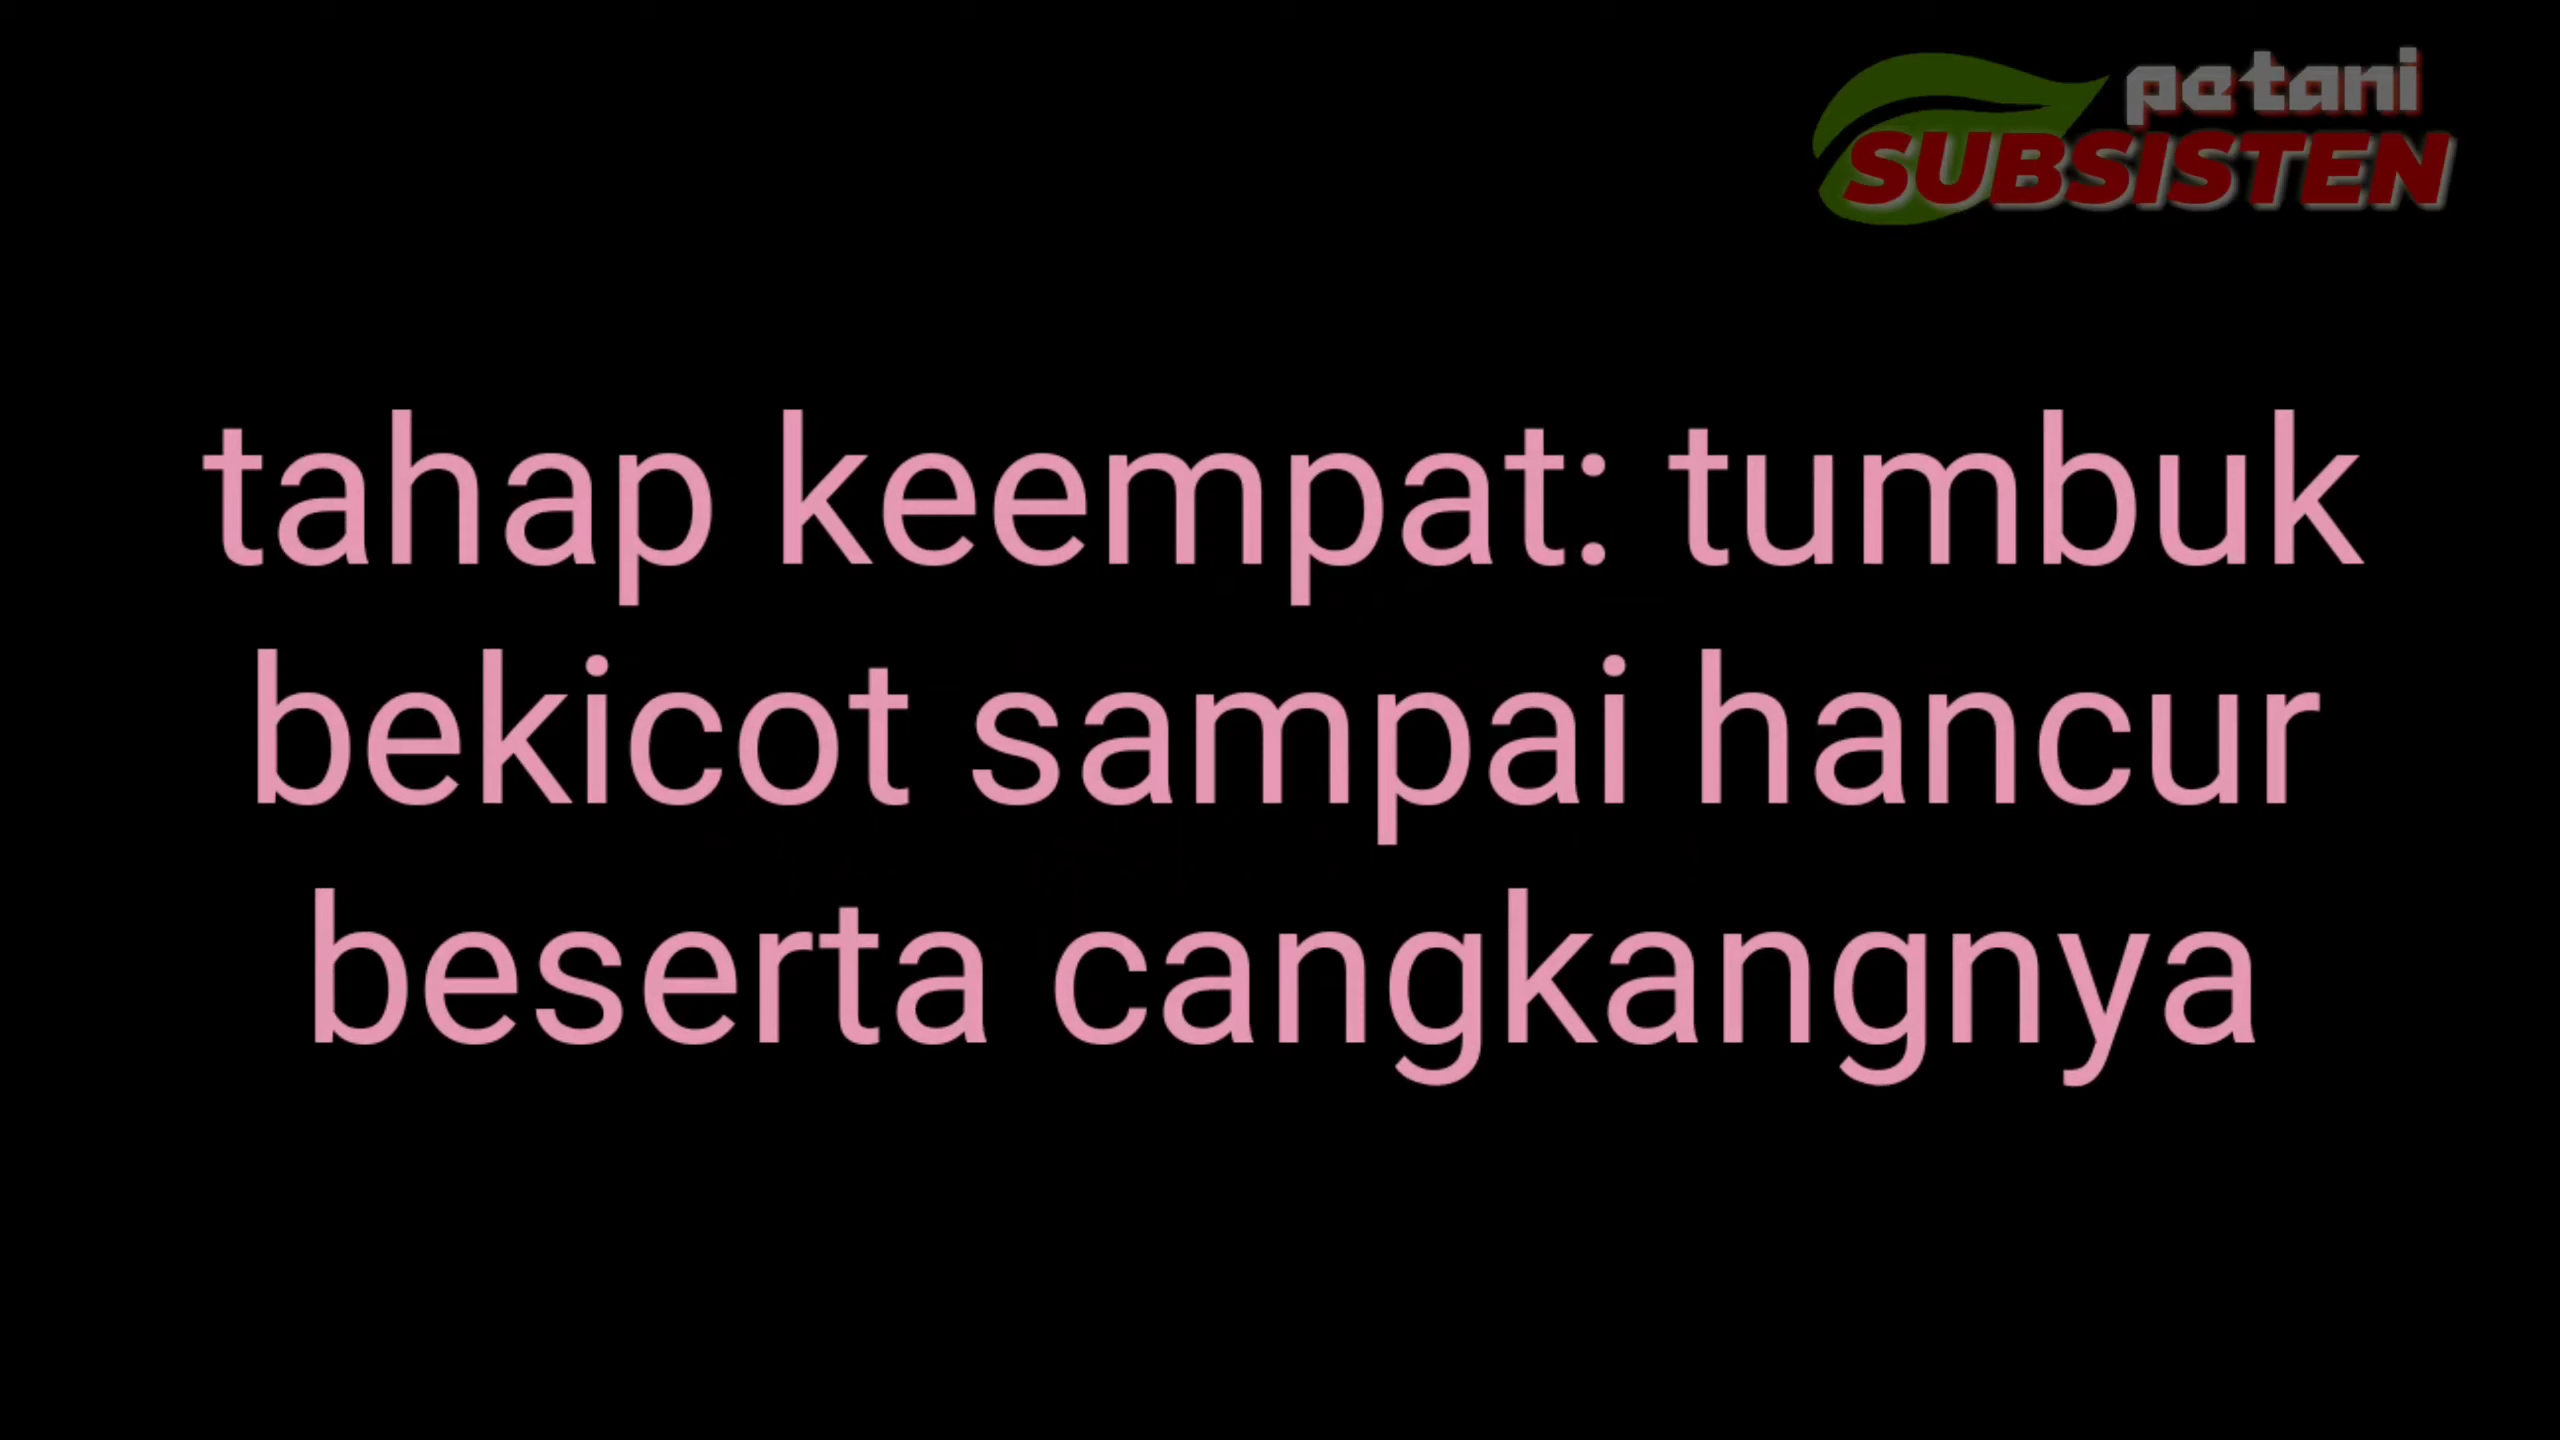 petani
SUBSISTEN
tahap keempat: tumbuk
bekicot sampai hancur
beserta cangkangnya